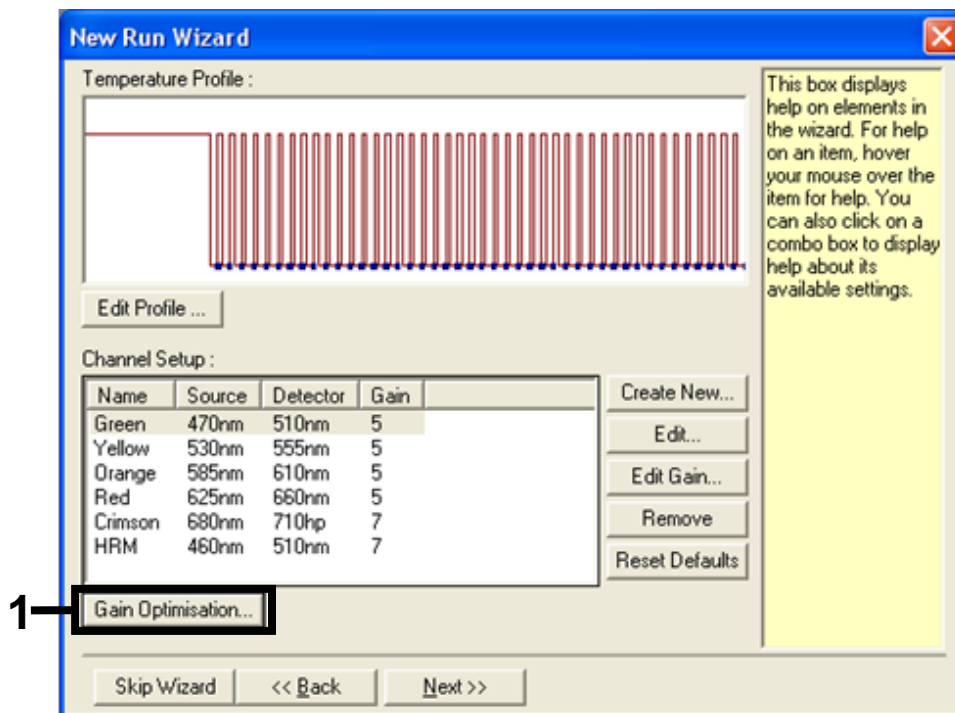 New Run Wizard
Temperature Profile :
This box displays
help on elements in
the wizard. For help
on an item, hover
your mouse over the
item for help. You
can also click on a
combo box to display
help about its
available settings.
Edit Profile ...
Channel Setup :
Name Source Detector Gain
Green 470nm 510nm 5
Yellow 530nm 555nm 5
Orange 585nm 610nm 5
Red 625nm 660nm 5
Crimson 680nm 710hp 7
HRM 460nm 510nm 7
Create New...
Edit...
Edit Gain...
Remove
Reset Defaults
1
Gain Optimisation...
Skip Wizard << Back Next >>